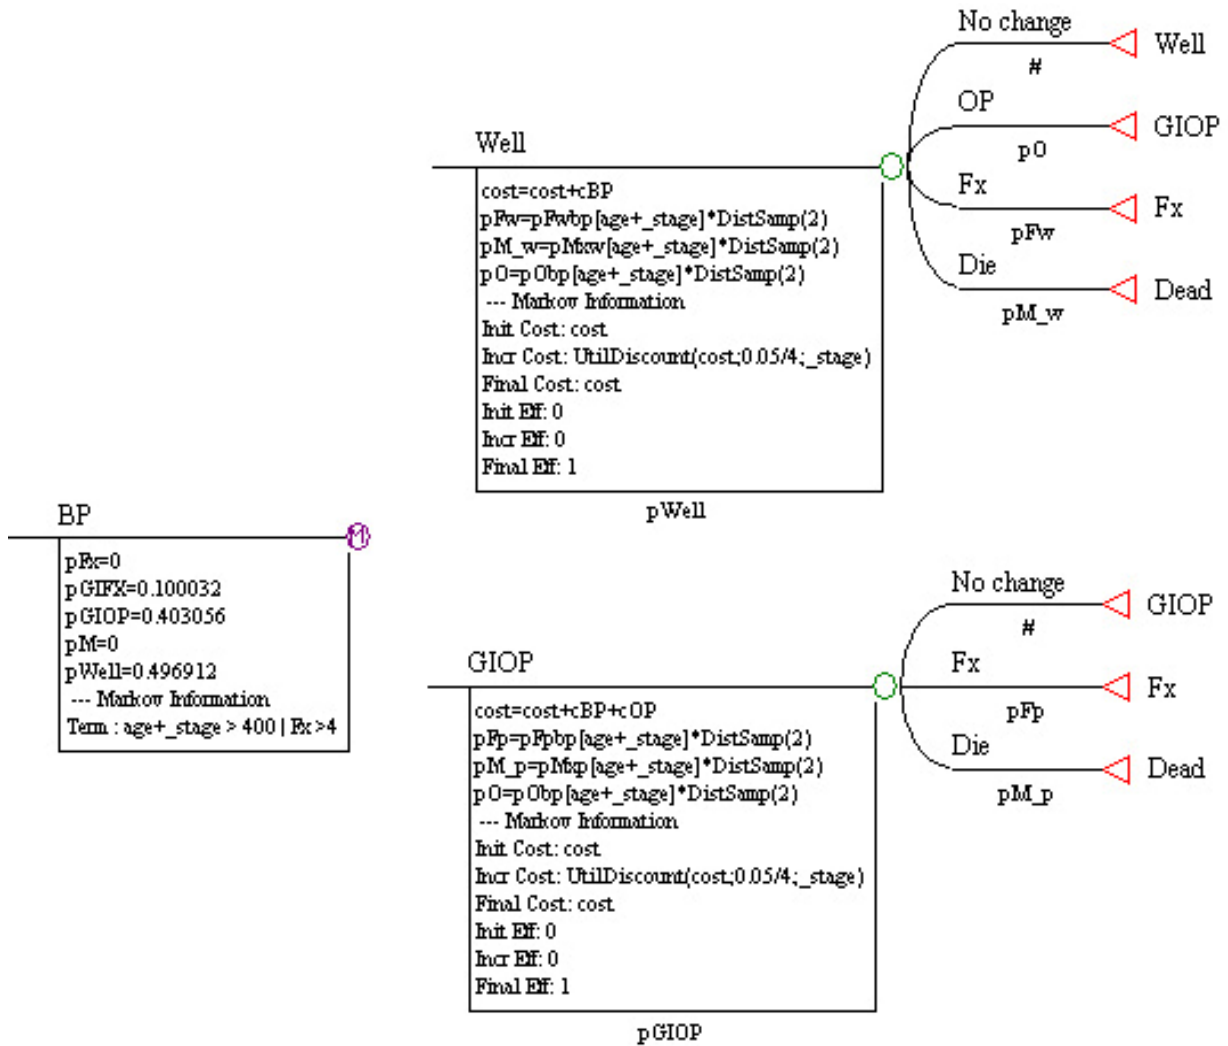 No change
Well
#
OP
GIOP
pO
Fx
Fx
pFw
Die
Dead
pM_w
Well
cost=cost+cBP
pFw=pFwbp[age+_stage]*DistSamp(2)
pM_w=pMxw[age+_stage]*DistSamp(2)
pO=pObp[age+_stage]*DistSamp(2)
--- Markov Information
Init Cost: cost
Incr Cost: UtilDiscount(cost;0.05/4;_stage)
Final Cost: cost
Init Eff: 0
Incr Eff: 0
Final Eff: 1
pWell
BP
M
pFx=0
pGIFX=0.100032
pGIOP=0.403056
pM=0
pWell=0.496912
--- Markov Information
Term : age+_stage > 400 | Fx >4
No change
GIOP
#
Fx
Fx
pFp
Die
Dead
pM_p
GIOP
cost=cost+cBP+cOP
pFp=pFpbp[age+_stage]*DistSamp(2)
pM_p=pMxp[age+_stage]*DistSamp(2)
pO=pObp[age+_stage]*DistSamp(2)
--- Markov Information
Init Cost: cost
Incr Cost: UtilDiscount(cost;0.05/4;_stage)
Final Cost: cost
Init Eff: 0
Incr Eff: 0
Final Eff: 1
pGIOP